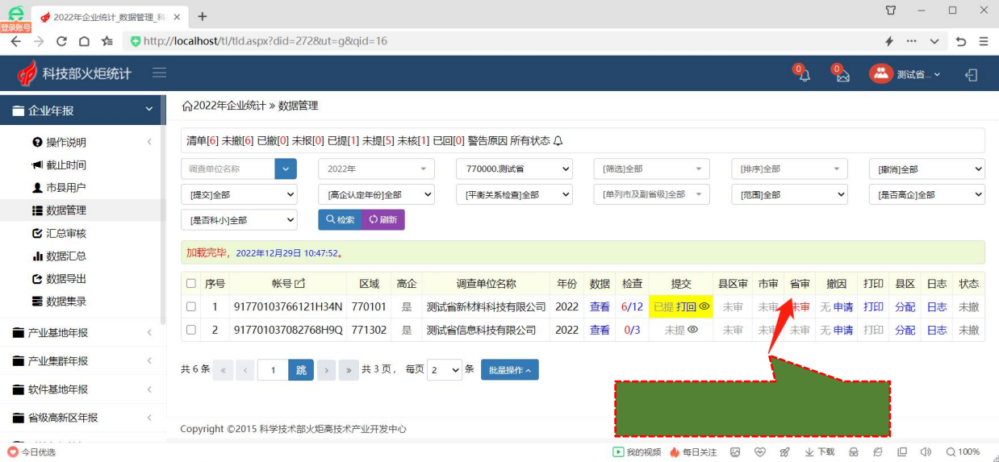 登录账号
2022年企业统计_数据管理_科
http://localhost/tl/tld.aspx?did=272&ut=g&qid=16
科技部火炬统计
0
0
测试省...
企业年报
操作说明
截止时间
市县用户
数据管理
汇总审核
数据汇总
数据导出
数据集录
产业基地年报
产业集群年报
软件基地年报
省级高新区年报
2022年企业统计 » 数据管理
清单[6] 未撤[6] 已撤[0] 未报[0] 已提[1] 未提[5] 未核[1] 已回[0] 警告原因 所有状态
调查单位名称 2022年 770000.测试省 [筛选]全部 [排序]全部 [撤消]全部
[提交]全部 [高企认定年份]全部 [平衡关系检查]全部 [单列市及副省级]全部 [范围]全部 [是否高企]全部
[是否科小]全部 检索 刷新
加载完毕，2022年12月29日 10:47:52。
序号 帐号 区域 高企 调查单位名称 年份 数据 检查 提交 县区审 市审 省审 撤因 打印 县区 日志 状态
1 91770103766121H34N 770101 是 测试省新材料科技有限公司 2022 查看 6/12 已提 打回 未审 未审 未审 无 申请 打印 分配 日志 未撤
2 917701037082768H9Q 771302 是 测试省信息科技有限公司 2022 查看 0/3 未提 未审 未审 未审 无 申请 打印 分配 日志 未撤
共 6 条 « ‹ 1 跳 › » 共 3 页， 每页 2 条 批量操作
Copyright ©2015 科学技术部火炬高技术产业开发中心
今日优选
我的视频 每日关注 下载 100%